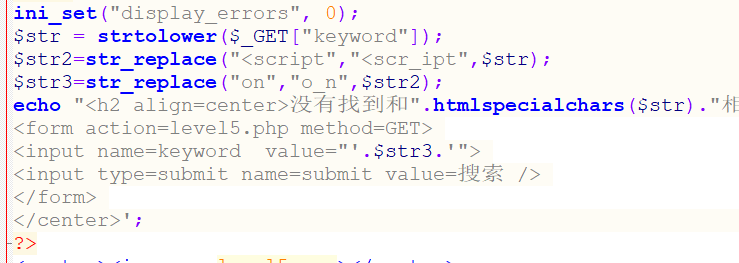 ini_set("display_errors", 0);
$str = strtolower($_GET["keyword"]);
$str2=str_replace("<script","<scr_ipt",$str);
$str3=str_replace("on","o_n",$str2);
echo "<h2 align=center>没有找到和".htmlspecialchars($str)."相
<form action=level5.php method=GET>
<input name=keyword  value="'.$str3.'">
<input type=submit name=submit value=搜索 />
</form>
</center>';
?>